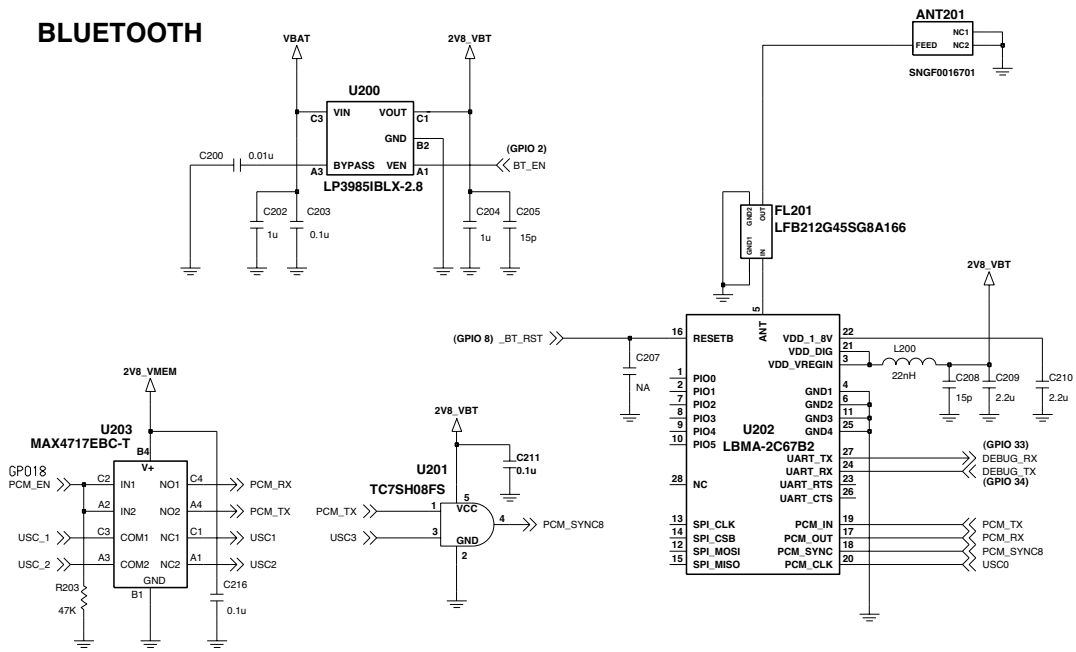 BLUETOOTH
ANT201
FEED
NC1
NC2
SNGF0016701
VBAT
2V8_VBT
U200
C3 VIN VOUT C1
GND B2
A3 BYPASS VEN A1
LP3985IBLX-2.8
(GPIO 2)
BT_EN
C200 0.01u
C202
1u
C203
0.1u
C204
1u
C205
15p
GND2 OUT
GND1 IN
FL201
LFB212G45SG8A166
2V8_VBT
(GPIO 8) _BT_RST
C207
NA
5
ANT
16 RESETB
VDD_1_8V 22
VDD_DIG 21
VDD_VREGIN 3
L200
22nH
C208
15p
C209
2.2u
C210
2.2u
1 PIO0
2 PIO1
7 PIO2
8 PIO3
9 PIO4
10 PIO5
GND1 4
GND2 6
GND3 11
GND4 25
U202
LBMA-2C67B2
28 NC
UART_TX 27
UART_RX 24
UART_RTS 23
UART_CTS 26
(GPIO 33)
DEBUG_RX
DEBUG_TX
(GPIO 34)
13 SPI_CLK
14 SPI_CSB
12 SPI_MOSI
15 SPI_MISO
PCM_IN 19 PCM_TX
PCM_OUT 17 PCM_RX
PCM_SYNC 18 PCM_SYNC8
PCM_CLK 20 USC0
2V8_VMEM
U203
MAX4717EBC-T
B4
V+
GPO18
PCM_EN C2 IN1 NO1 C4 PCM_RX
A2 IN2 NO2 A4 PCM_TX
USC_1 C3 COM1 NC1 C1 USC1
USC_2 A3 COM2 NC2 A1 USC2
GND
B1
R203
47K
C216
0.1u
2V8_VBT
C211
0.1u
U201
TC7SH08FS
PCM_TX 1
USC3 3
5
VCC
GND
2
4 PCM_SYNC8